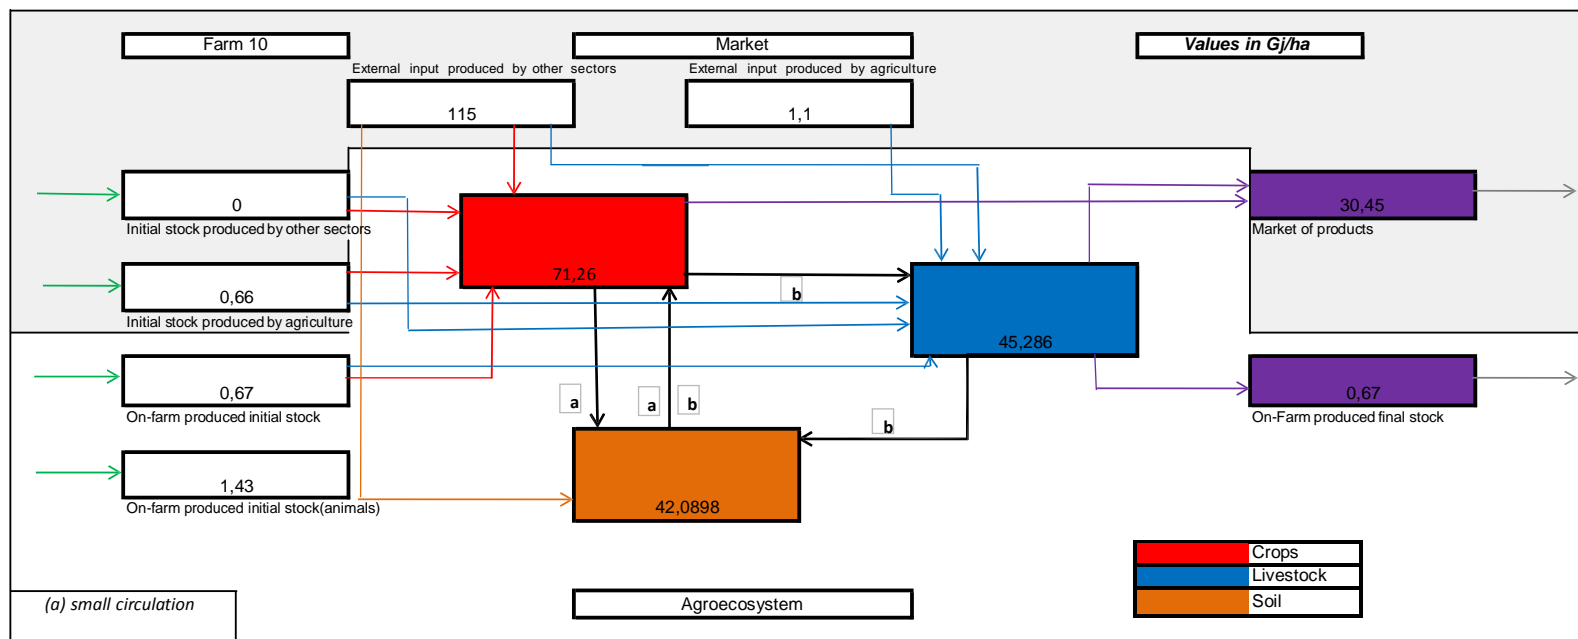 Farm 10
Market
Values in Gj/ha
External input produced by other sectors
External input produced by agriculture
115
1,1
0
Initial stock produced by other sectors
30,45
Market of products
71,26
0,66
Initial stock produced by agriculture
b
45,286
0,67
On-farm produced initial stock
a
a
b
b
0,67
On-Farm produced final stock
1,43
On-farm produced initial stock(animals)
42,0898
Crops
Livestock
Soil
(a) small circulation
Agroecosystem